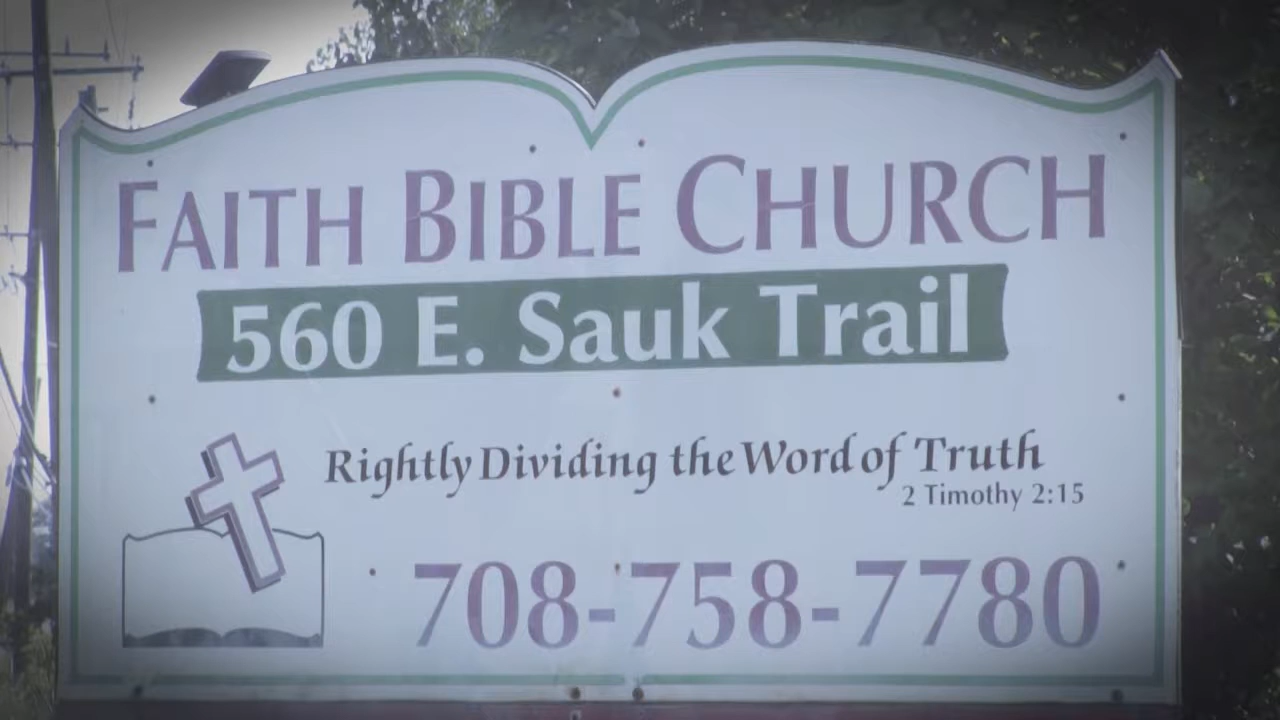 FAITH BIBLE CHURCH
560 E. Sauk Trail
Rightly Dividing the Word of Truth
2 Timothy 2:15
708-758-7780